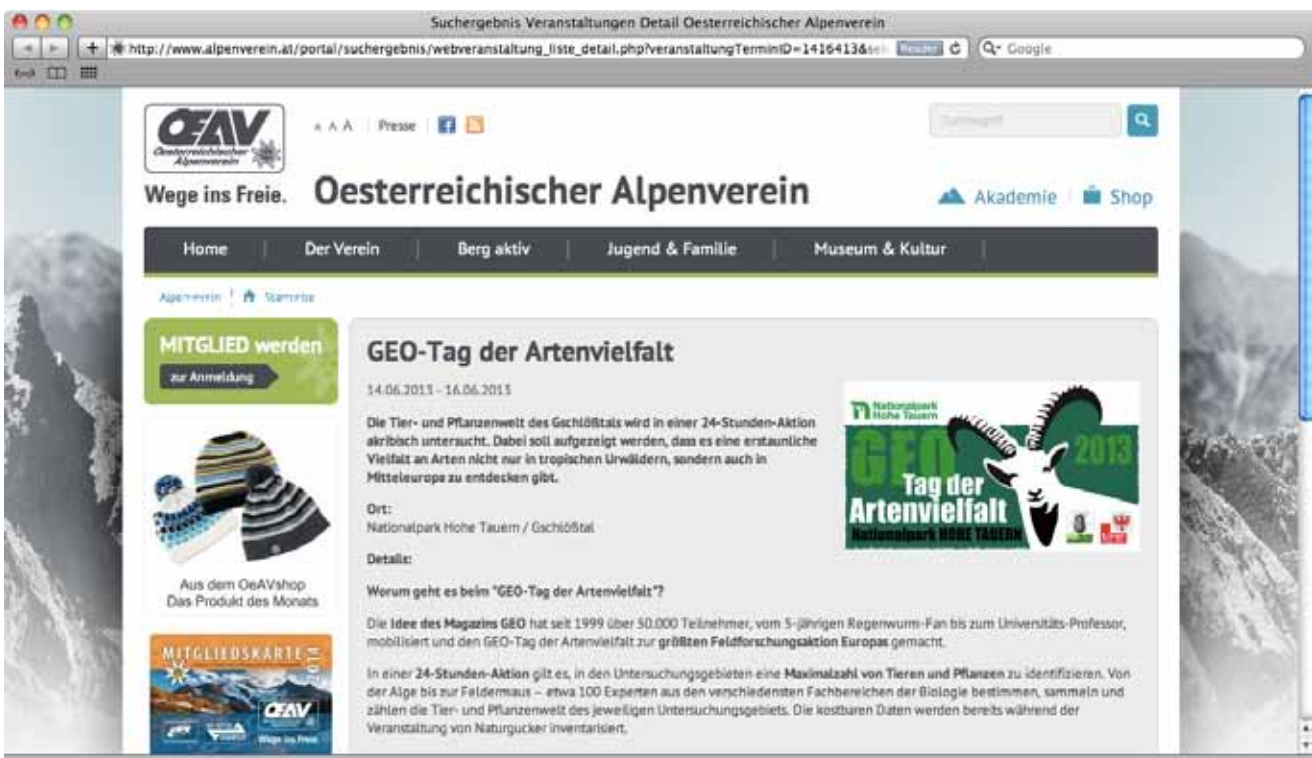 Suchergebnis Veranstaltungen Detail Oesterreichischer Alpenverein
http://www.alpenverein.at/portal/suchergebnis/webveranstaltung_liste_detail.php?veranstaltungTerminID=1416413&sei Reader Google
ŒAV
Oesterreichischer
Alpenverein
A A A Presse
Wege ins Freie.
Oesterreichischer Alpenverein
Akademie Shop
Home Der Verein Berg aktiv Jugend & Familie Museum & Kultur
Alpenverein
MITGLIED werden
zur Anmeldung
Aus dem OeAVshop
Das Produkt des Monats
MITGLIEDSKARTE
ŒAV
Wege ins Freie
GEO-Tag der Artenvielfalt
14.06.2013 - 16.06.2013
Die Tier- und Pflanzenwelt des Gschlößtals wird in einer 24-Stunden-Aktion
akribisch untersucht. Dabei soll aufgezeigt werden, dass es eine erstaunliche
Vielfalt an Arten nicht nur in tropischen Urwäldern, sondern auch in
Mitteleuropa zu entdecken gibt.
Ort:
Nationalpark Hohe Tauern / Gschlößtal
Details:
Worum geht es beim "GEO-Tag der Artenvielfalt"?
Die Idee des Magazins GEO hat seit 1999 über 50.000 Teilnehmer, vom 5-jährigen Regenwurm-Fan bis zum Universitäts-Professor,
mobilisiert und den GEO-Tag der Artenvielfalt zur größten Feldforschungsaktion Europas gemacht.
In einer 24-Stunden-Aktion gilt es, in den Untersuchungsgebieten eine Maximalzahl von Tieren und Pflanzen zu identifizieren. Von
der Alge bis zur Feldermaus – etwa 100 Experten aus den verschiedensten Fachbereichen der Biologie bestimmen, sammeln und
zählen die Tier- und Pflanzenwelt des jeweiligen Untersuchungsgebiets. Die kostbaren Daten werden bereits während der
Veranstaltung von Naturgucker inventarisiert.
Nationalpark
Hohe Tauern
GEO 2013
Tag der
Artenvielfalt
Nationalpark HOHE TAUERN